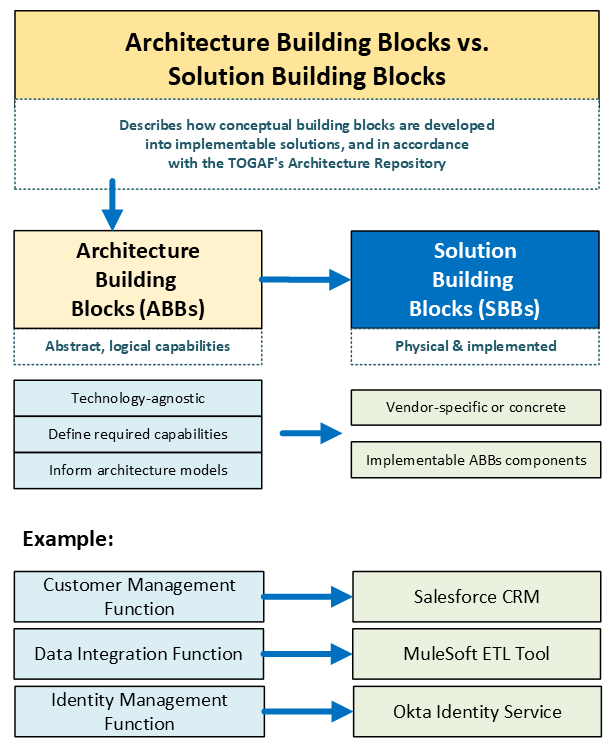 Architecture Building Blocks vs.
Solution Building Blocks
Describes how conceptual building blocks are developed
into implementable solutions, and in accordance
with the TOGAF's Architecture Repository
Architecture
Building
Blocks (ABBs)
Abstract, logical capabilities
Solution
Building
Blocks (SBBs)
Physical & implemented
Technology-agnostic
Define required capabilities
Inform architecture models
Vendor-specific or concrete
Implementable ABBs components
Example:
Customer Management
Function
Salesforce CRM
Data Integration Function
MuleSoft ETL Tool
Identity Management
Function
Okta Identity Service